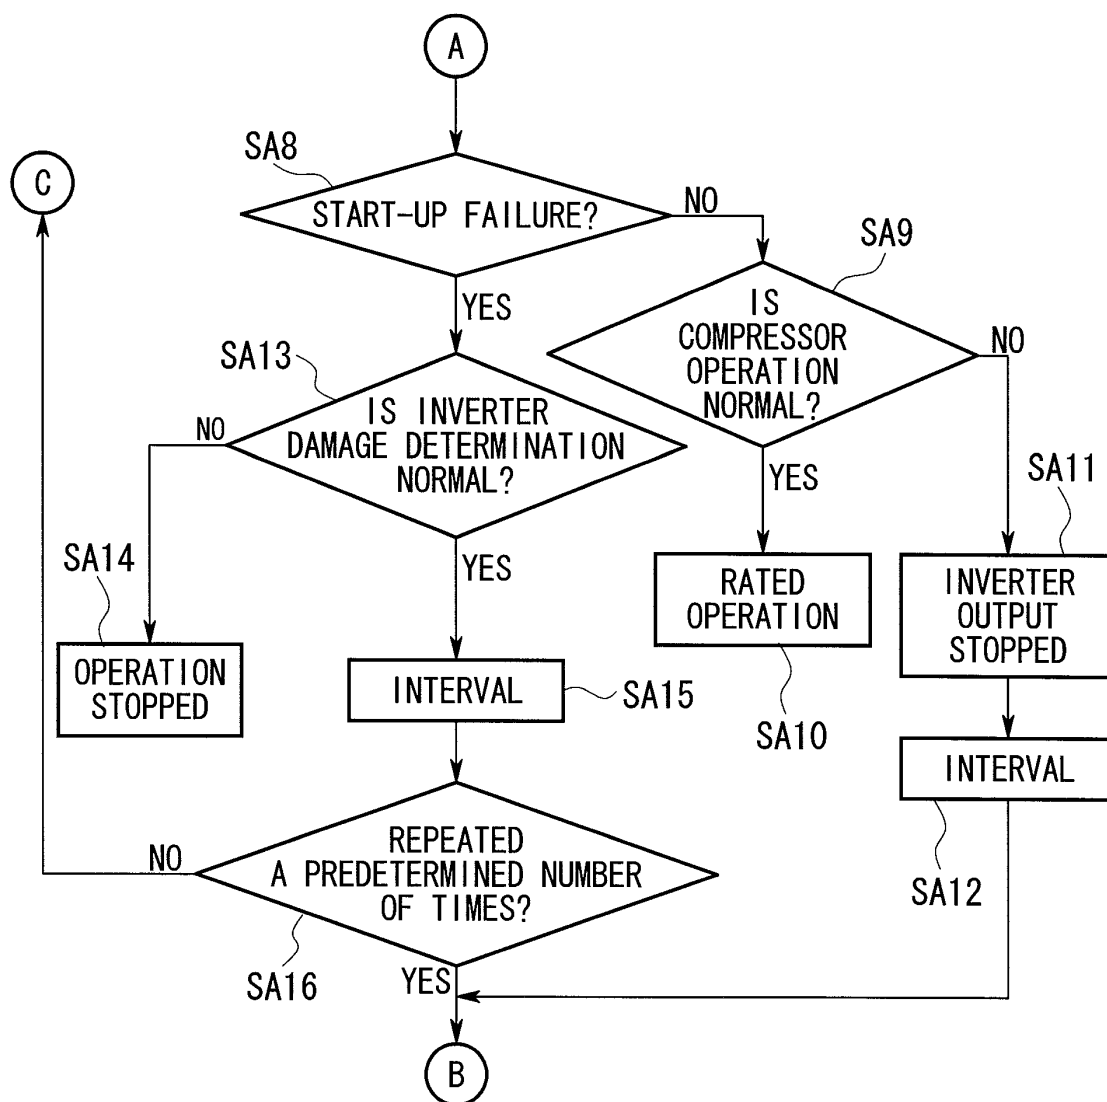 A
SA8
C
START-UP FAILURE?
NO
SA9
YES
IS
COMPRESSOR
OPERATION
NORMAL?
NO
SA13
IS INVERTER
DAMAGE DETERMINATION
NORMAL?
NO
YES
SA11
SA14
YES
RATED
OPERATION
INVERTER
OUTPUT
STOPPED
OPERATION
STOPPED
INTERVAL
SA15
SA10
INTERVAL
REPEATED
A PREDETERMINED NUMBER
OF TIMES?
NO
SA12
SA16
YES
B